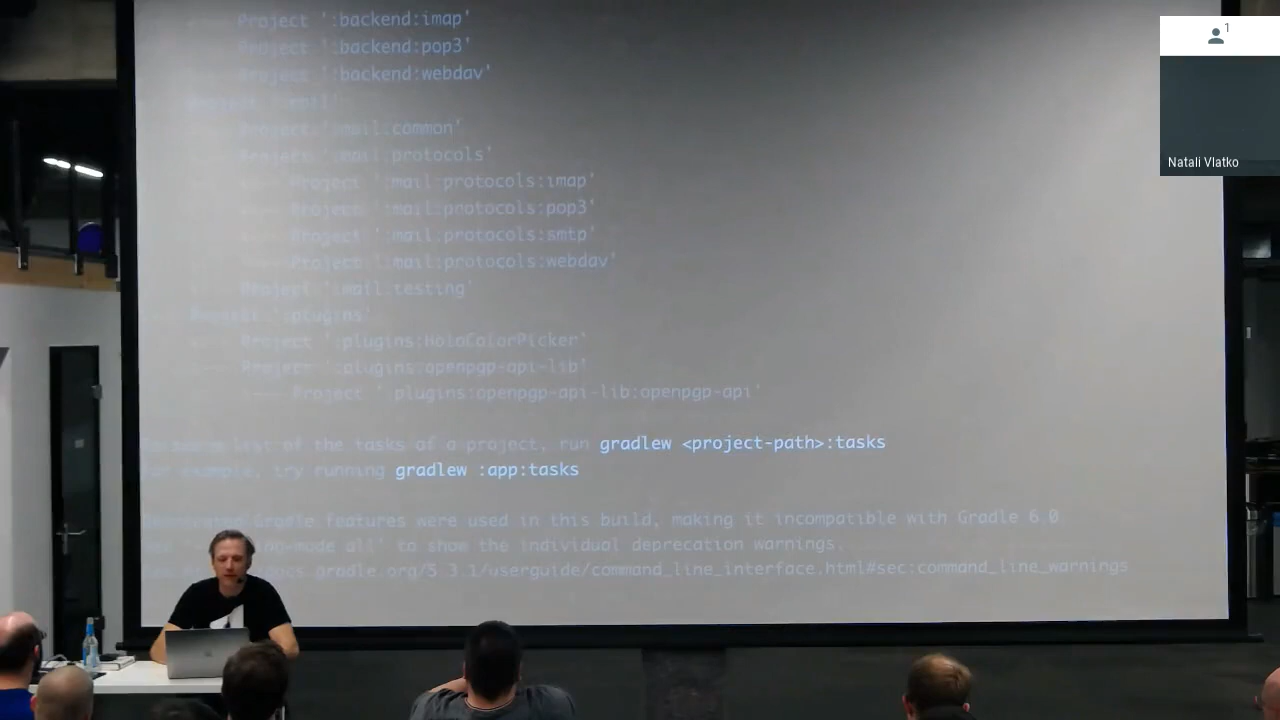 Project ':backend:imap'
Project ':backend:pop3'
Project ':backend:webdav'
Project ':mail'
Project ':mail:common'
Project ':mail:protocols'
Project ':mail:protocols:imap'
Project ':mail:protocols:pop3'
Project ':mail:protocols:smtp'
Project ':mail:protocols:webdav'
Project ':mail:testing'
Project ':plugins'
Project ':plugins:HoloColorPicker'
Project ':plugins:openpgp-api-lib'
Project ':plugins:openpgp-api-lib:openpgp-api'
list of the tasks of a project, run gradlew <project-path>:tasks
For example, try running gradlew :app:tasks
Deprecated Gradle features were used in this build, making it incompatible with Gradle 6.0
to show the individual deprecation warnings.
docs.gradle.org/5.3.1/userguide/command_line_interface.html#sec:command_line_warnings
1
Natali Vlatko